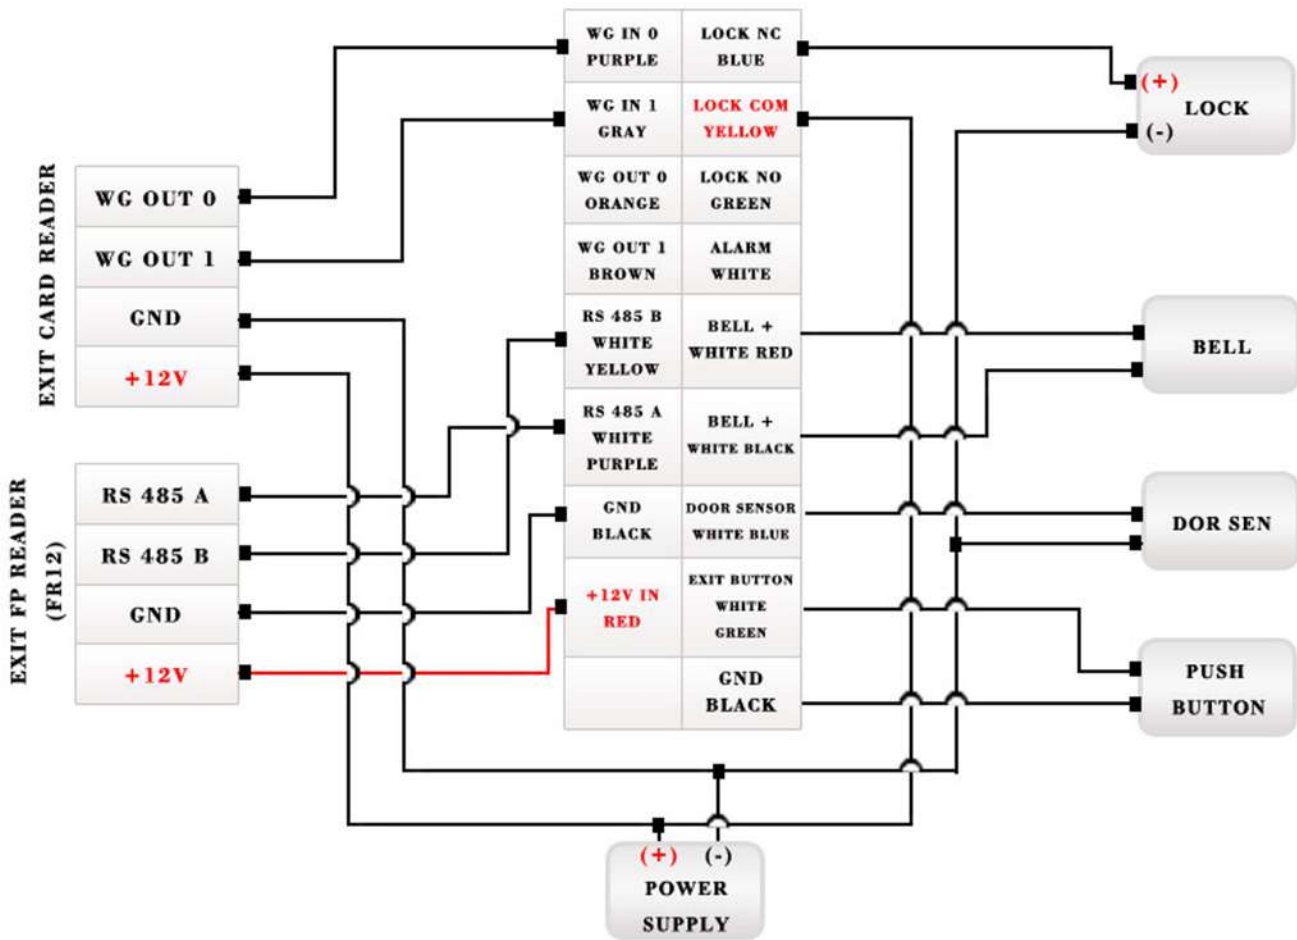 EXIT CARD READER
WG OUT 0
WG OUT 1
GND
+12V
EXIT FP READER
(FR12)
RS 485 A
RS 485 B
GND
+12V
WG IN 0
PURPLE
WG IN 1
GRAY
WG OUT 0
ORANGE
WG OUT 1
BROWN
RS 485 B
WHITE
YELLOW
RS 485 A
WHITE
PURPLE
GND
BLACK
+12V IN
RED
LOCK NC
BLUE
LOCK COM
YELLOW
LOCK NO
GREEN
ALARM
WHITE
BELL +
WHITE RED
BELL +
WHITE BLACK
DOOR SENSOR
WHITE BLUE
EXIT BUTTON
WHITE
GREEN
GND
BLACK
(+)
LOCK
(-)
BELL
DOR SEN
PUSH
BUTTON
(+) (-)
POWER
SUPPLY